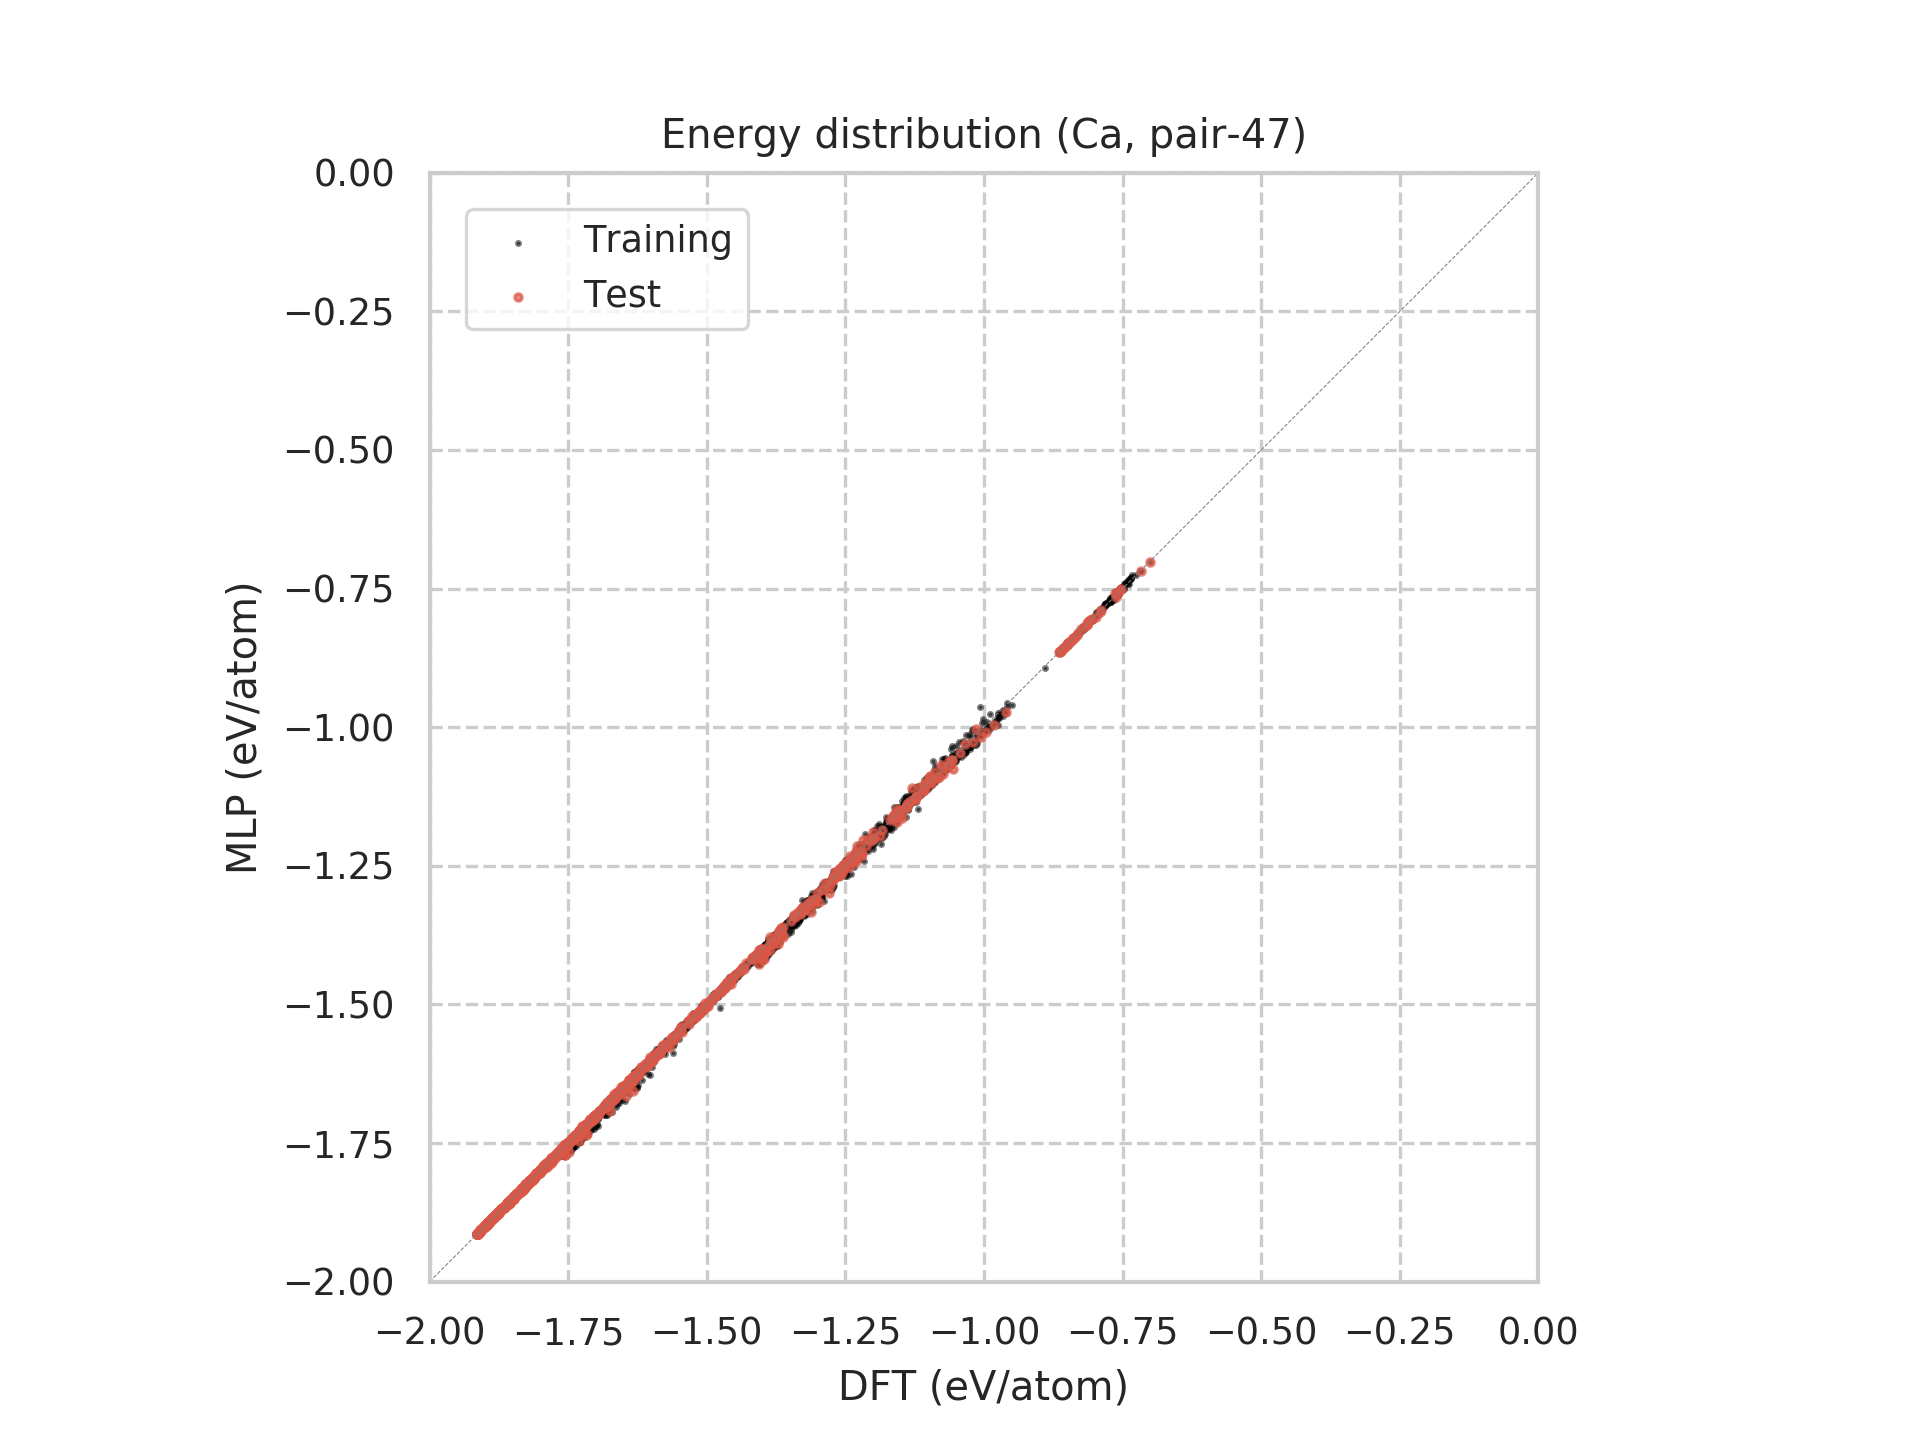 Energy distribution (Ca, pair-47)
0.00
−0.25
−0.50
−0.75
−1.00
−1.25
−1.50
−1.75
−2.00
MLP (eV/atom)
Training
Test
−2.00 −1.75 −1.50 −1.25 −1.00 −0.75 −0.50 −0.25 0.00
DFT (eV/atom)